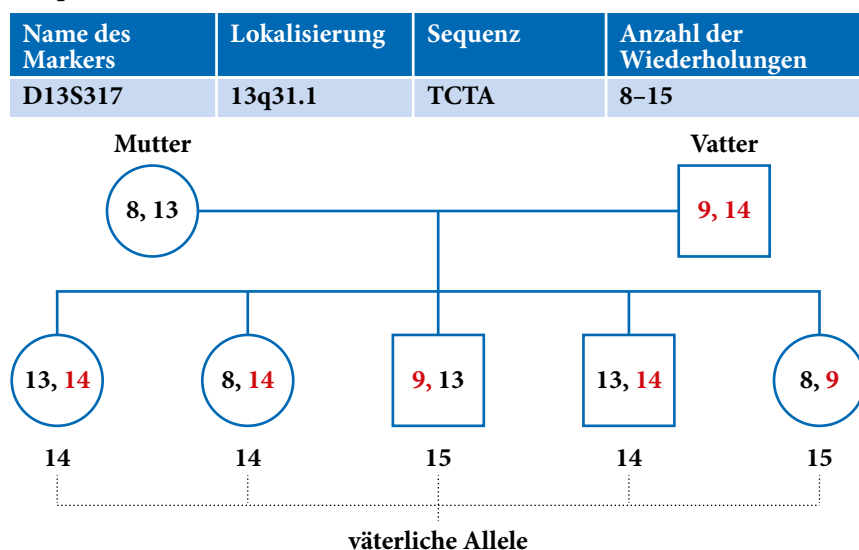 Name des Markers
Lokalisierung
Sequenz
Anzahl der Wiederholungen
D13S317
13q31.1
TCTA
8–15
Mutter
Vatter
8, 13
9, 14
13, 14
8, 14
9, 13
13, 14
8, 9
14
14
15
14
15
väterliche Allele